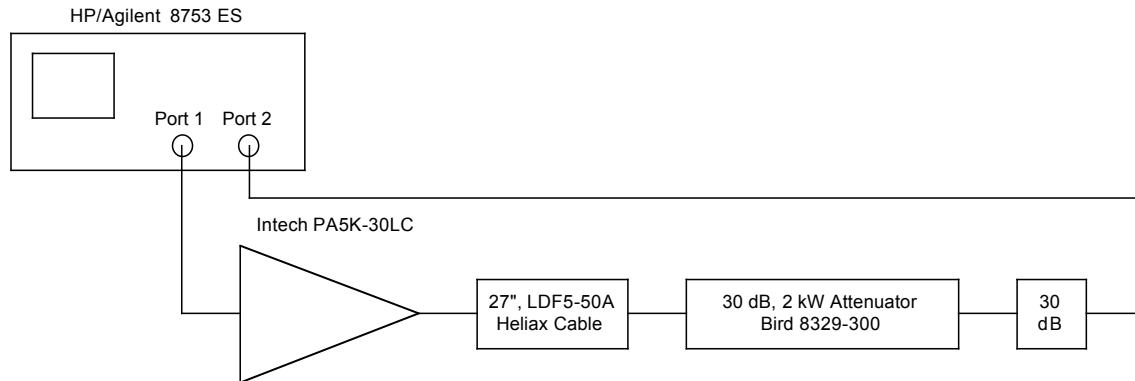 HP/Agilent 8753 ES
Port 1 Port 2
Intech PA5K-30LC
27", LDF5-50A
Heliax Cable
30 dB, 2 kW Attenuator
Bird 8329-300
30
dB